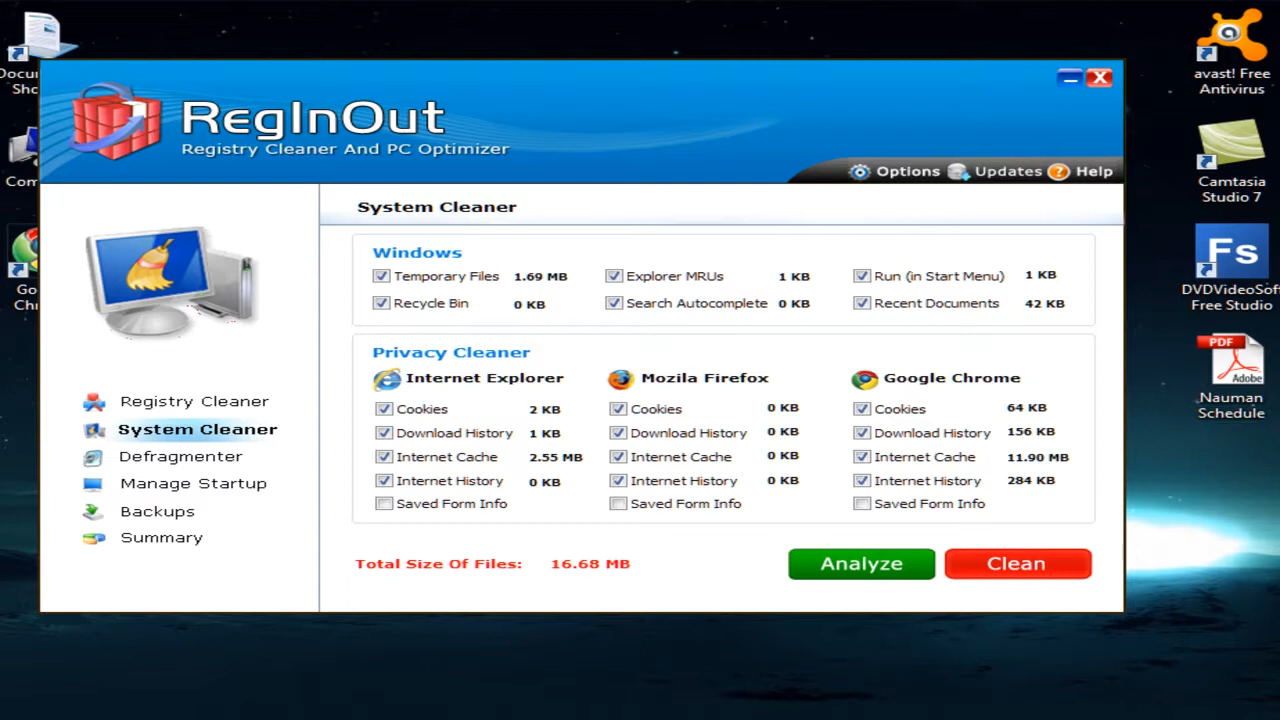 Docu
Sho
Com
Go
Chr
RegInOut
Registry Cleaner And PC Optimizer
Options Updates Help
System Cleaner
Windows
Temporary Files 1.69 MB Explorer MRUs 1 KB Run (in Start Menu) 1 KB
Recycle Bin 0 KB Search Autocomplete 0 KB Recent Documents 42 KB
Privacy Cleaner
Internet Explorer Mozila Firefox Google Chrome
Cookies 2 KB Cookies 0 KB Cookies 64 KB
Download History 1 KB Download History 0 KB Download History 156 KB
Internet Cache 2.55 MB Internet Cache 0 KB Internet Cache 11.90 MB
Internet History 0 KB Internet History 0 KB Internet History 284 KB
Saved Form Info Saved Form Info Saved Form Info
Total Size Of Files: 16.68 MB Analyze Clean
Registry Cleaner
System Cleaner
Defragmenter
Manage Startup
Backups
Summary
avast! Free
Antivirus
Camtasia
Studio 7
Fs
DVDVideoSoft
Free Studio
PDF
Adobe
Nauman
Schedule